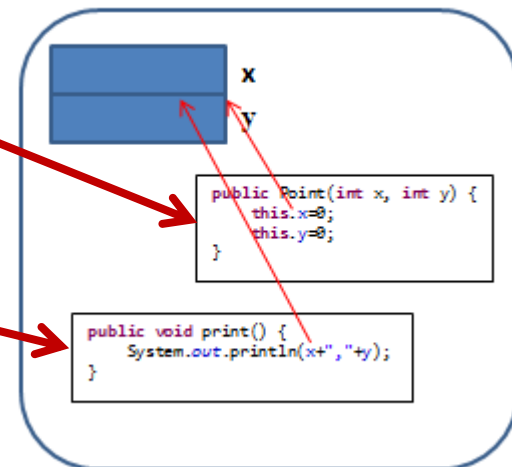 x
y
public Point(int x, int y) {
this.x=0;
this.y=0;
}
public void print() {
System.out.println(x+","+y);
}